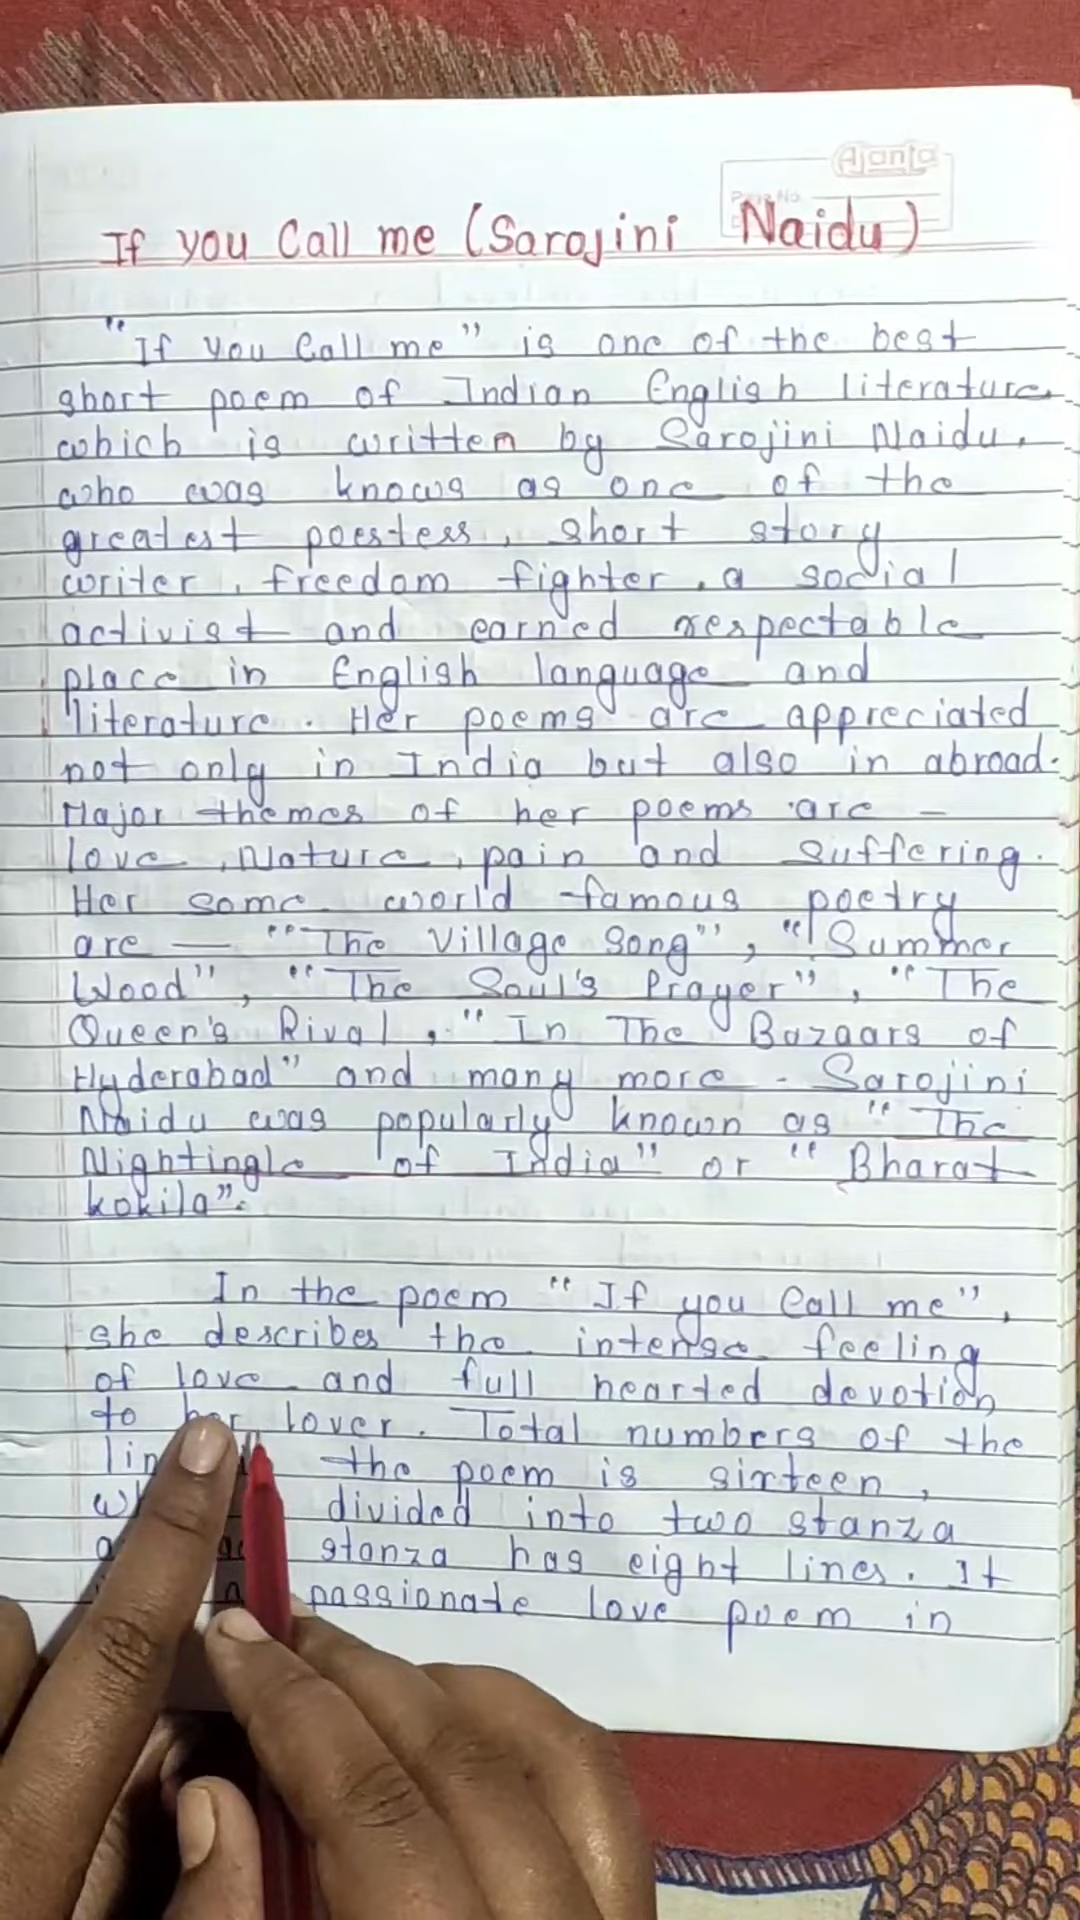 Ajanta
Page No.
If you Call me (Sarojini Naidu)
"If you Call me" is one of the best
short poem of Indian English literature
which is written by Sarojini Naidu,
who was knows as one of the
greatest poestess, short story
writer, freedom fighter, a social
activist and earned respectable
place in English language and
literature. Her poems are appreciated
not only in India but also in abroad.
Major themes of her poems are –
love, Nature, pain and suffering.
Her some world famous poetry
are — "The Village Song", "Summer
Wood", "The Soul's Prayer", "The
Queen's Rival, "In The Bazaars of
Hyderabad" and many more. Sarojini
Naidu was popularly known as "The
Nightingle of India" or "Bharat
kokila".
In the poem "If you Call me",
she describes the intense feeling
of love and full hearted devotion
to her lover. Total numbers of the
the poem is sixteen,
divided into two stanza
stanza has eight lines. It
a passionate love poem in